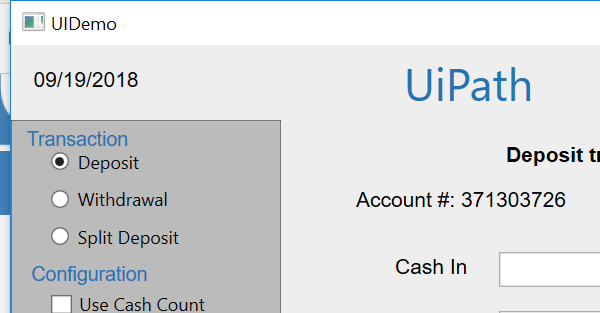 UIDemo
09/19/2018
UiPath
Transaction
Deposit
Withdrawal
Split Deposit
Configuration
Use Cash Count
Deposit tr
Account #: 371303726
Cash In